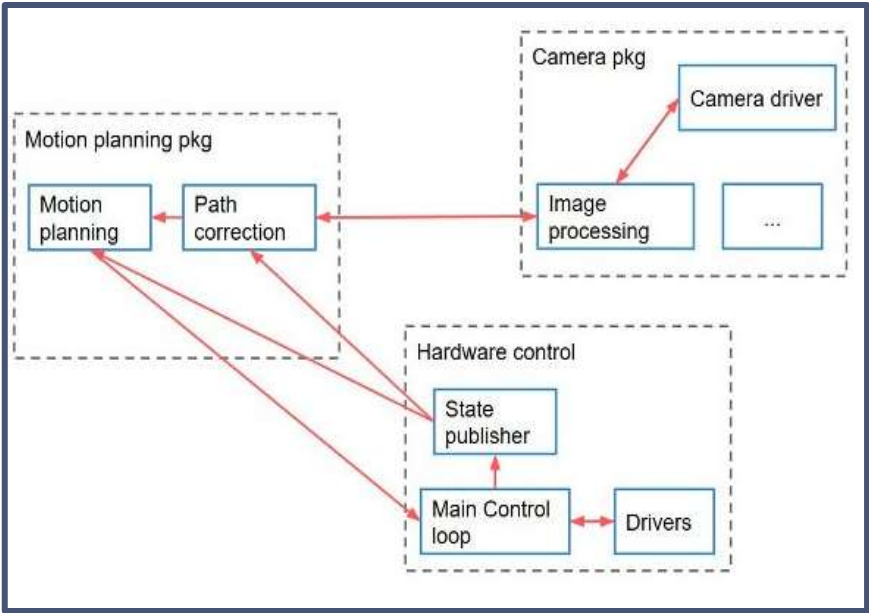 Camera pkg
Camera driver
Image
processing
...
Motion planning pkg
Motion
planning
Path
correction
Hardware control
State
publisher
Main Control
loop
Drivers